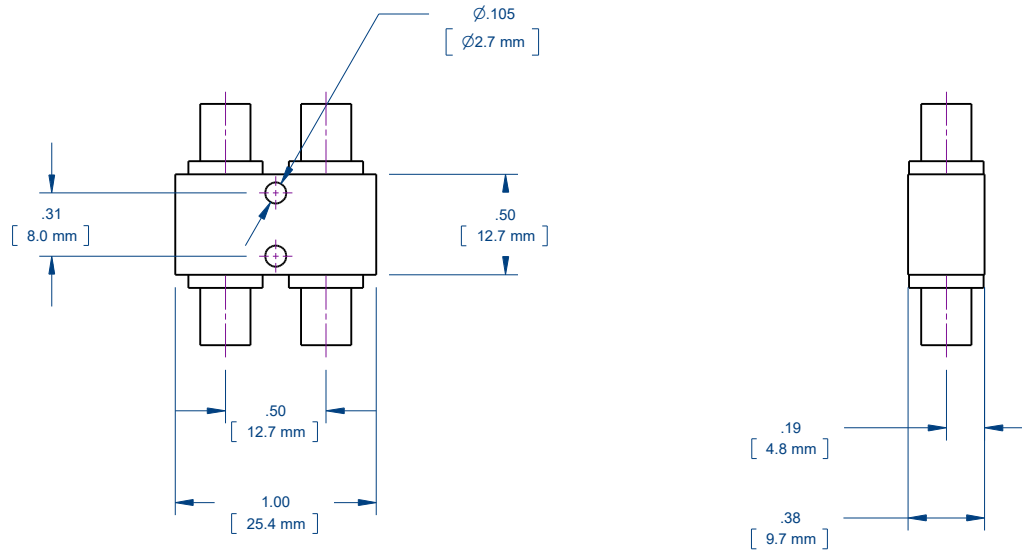 Ø.105
[ Ø2.7 mm ]
.31
[ 8.0 mm ]
.50
[ 12.7 mm ]
.50
[ 12.7 mm ]
.19
[ 4.8 mm ]
1.00
[ 25.4 mm ]
.38
[ 9.7 mm ]